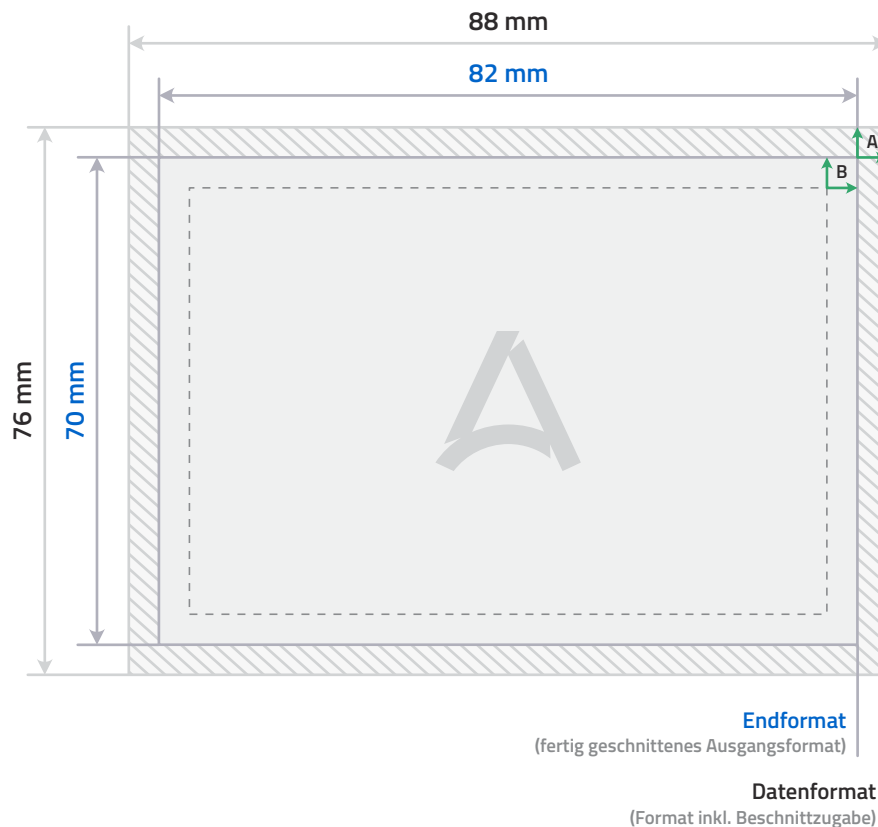 88 mm
82 mm
A
B
76 mm
70 mm
Endformat
(fertig geschnittenes Ausgangsformat)
Datenformat
(Format inkl. Beschnittzugabe)